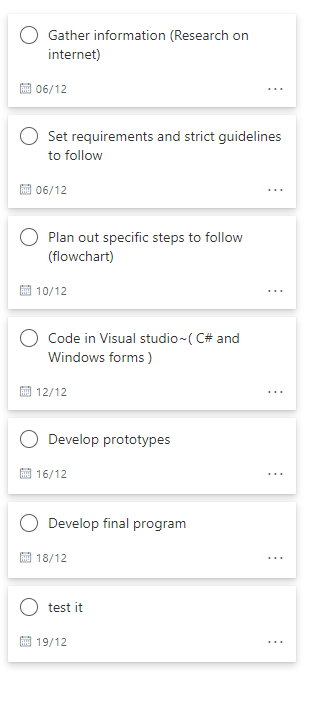 Gather information (Research on
internet)
06/12
Set requirements and strict guidelines
to follow
06/12
Plan out specific steps to follow
(flowchart)
10/12
Code in Visual studio~( C# and
Windows forms )
12/12
Develop prototypes
16/12
Develop final program
18/12
test it
19/12